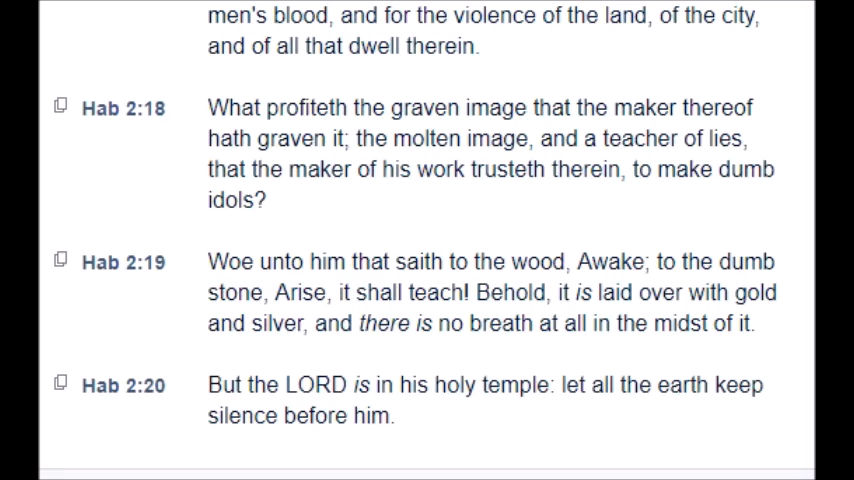 men's blood, and for the violence of the land, of the city,
and of all that dwell therein.
Hab 2:18 What profiteth the graven image that the maker thereof
hath graven it; the molten image, and a teacher of lies,
that the maker of his work trusteth therein, to make dumb
idols?
Hab 2:19 Woe unto him that saith to the wood, Awake; to the dumb
stone, Arise, it shall teach! Behold, it is laid over with gold
and silver, and there is no breath at all in the midst of it.
Hab 2:20 But the LORD is in his holy temple: let all the earth keep
silence before him.